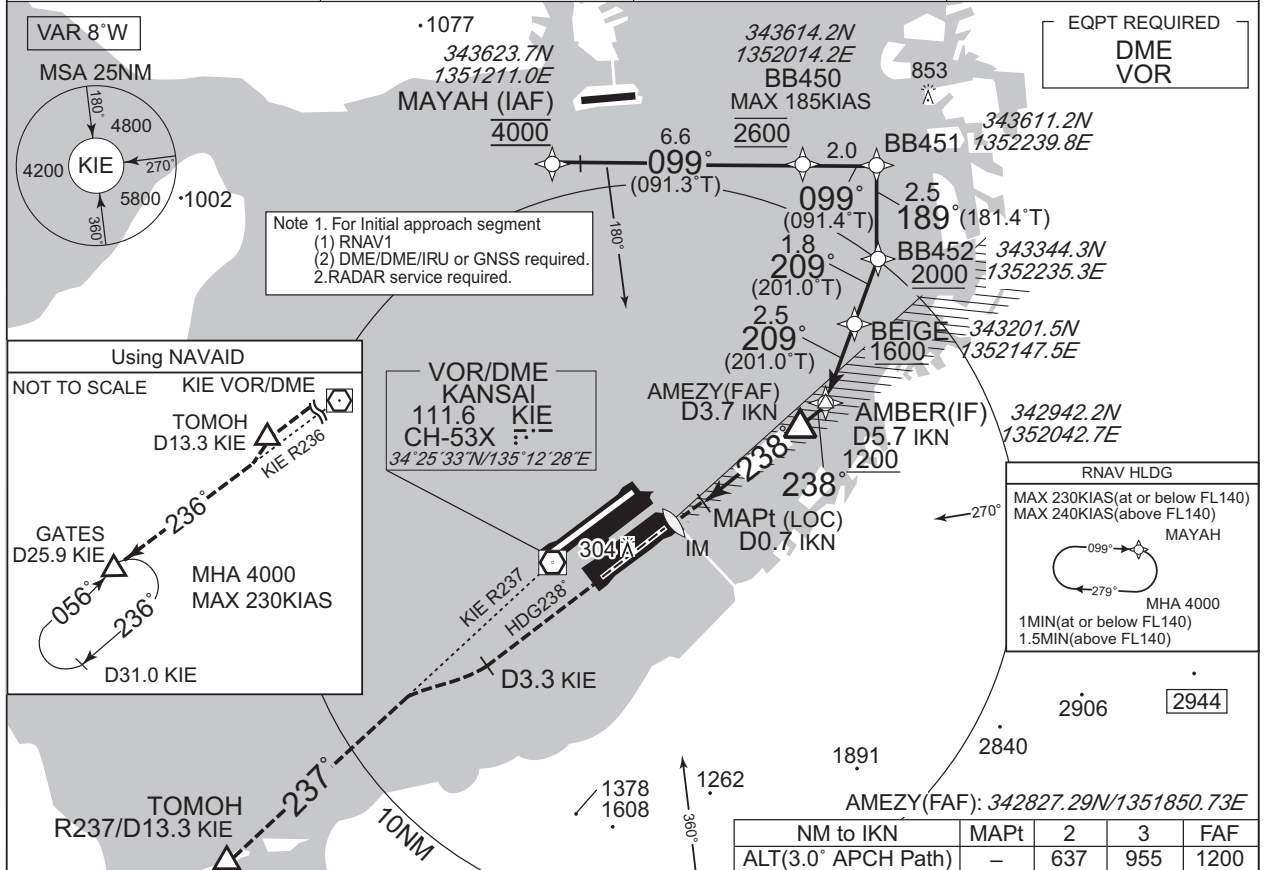 VAR 8˚W
MSA 25NM
180˚
4800
4200
KIE
270˚
5800
360˚
·1077
·1002
343623.7N
1351211.0E
MAYAH (IAF)
4000
343614.2N
1352014.2E
BB450
MAX 185KIAS
2600
853
EQPT REQUIRED
DME
VOR
343611.2N
1352239.8E
BB451
6.6
099˚
(091.3˚T)
2.0
099˚
(091.4˚T)
2.5
189˚(181.4˚T)
180˚
Note 1. For Initial approach segment
(1) RNAV1
(2) DME/DME/IRU or GNSS required.
2.RADAR service required.
1.8
209˚
(201.0˚T)
BB452
2000
343344.3N
1352235.3E
2.5
209˚
(201.0˚T)
BEIGE
1600
343201.5N
1352147.5E
Using NAVAID
NOT TO SCALE
KIE VOR/DME
TOMOH
D13.3 KIE
KIE R236
236˚
GATES
D25.9 KIE
056˚
236˚
MHA 4000
MAX 230KIAS
D31.0 KIE
VOR/DME
KANSAI
111.6 KIE
CH-53X
34˚25´33˝N/135˚12´28˝E
AMEZY(FAF)
D3.7 IKN
AMBER(IF)
D5.7 IKN
1200
342942.2N
1352042.7E
238˚
238˚
MAPt (LOC)
D0.7 IKN
IM
304
270˚
RNAV HLDG
MAX 230KIAS(at or below FL140)
MAX 240KIAS(above FL140)
MAYAH
099˚
279˚
MHA 4000
1MIN(at or below FL140)
1.5MIN(above FL140)
KIE R237
HDG238˚
D3.3 KIE
237˚
TOMOH
R237/D13.3 KIE
10NM
1378
1608
1262
360˚
1891
2840
2906
2944
AMEZY(FAF): 342827.29N/1351850.73E
NM to IKN MAPt 2 3 FAF
ALT(3.0˚ APCH Path) – 637 955 1200